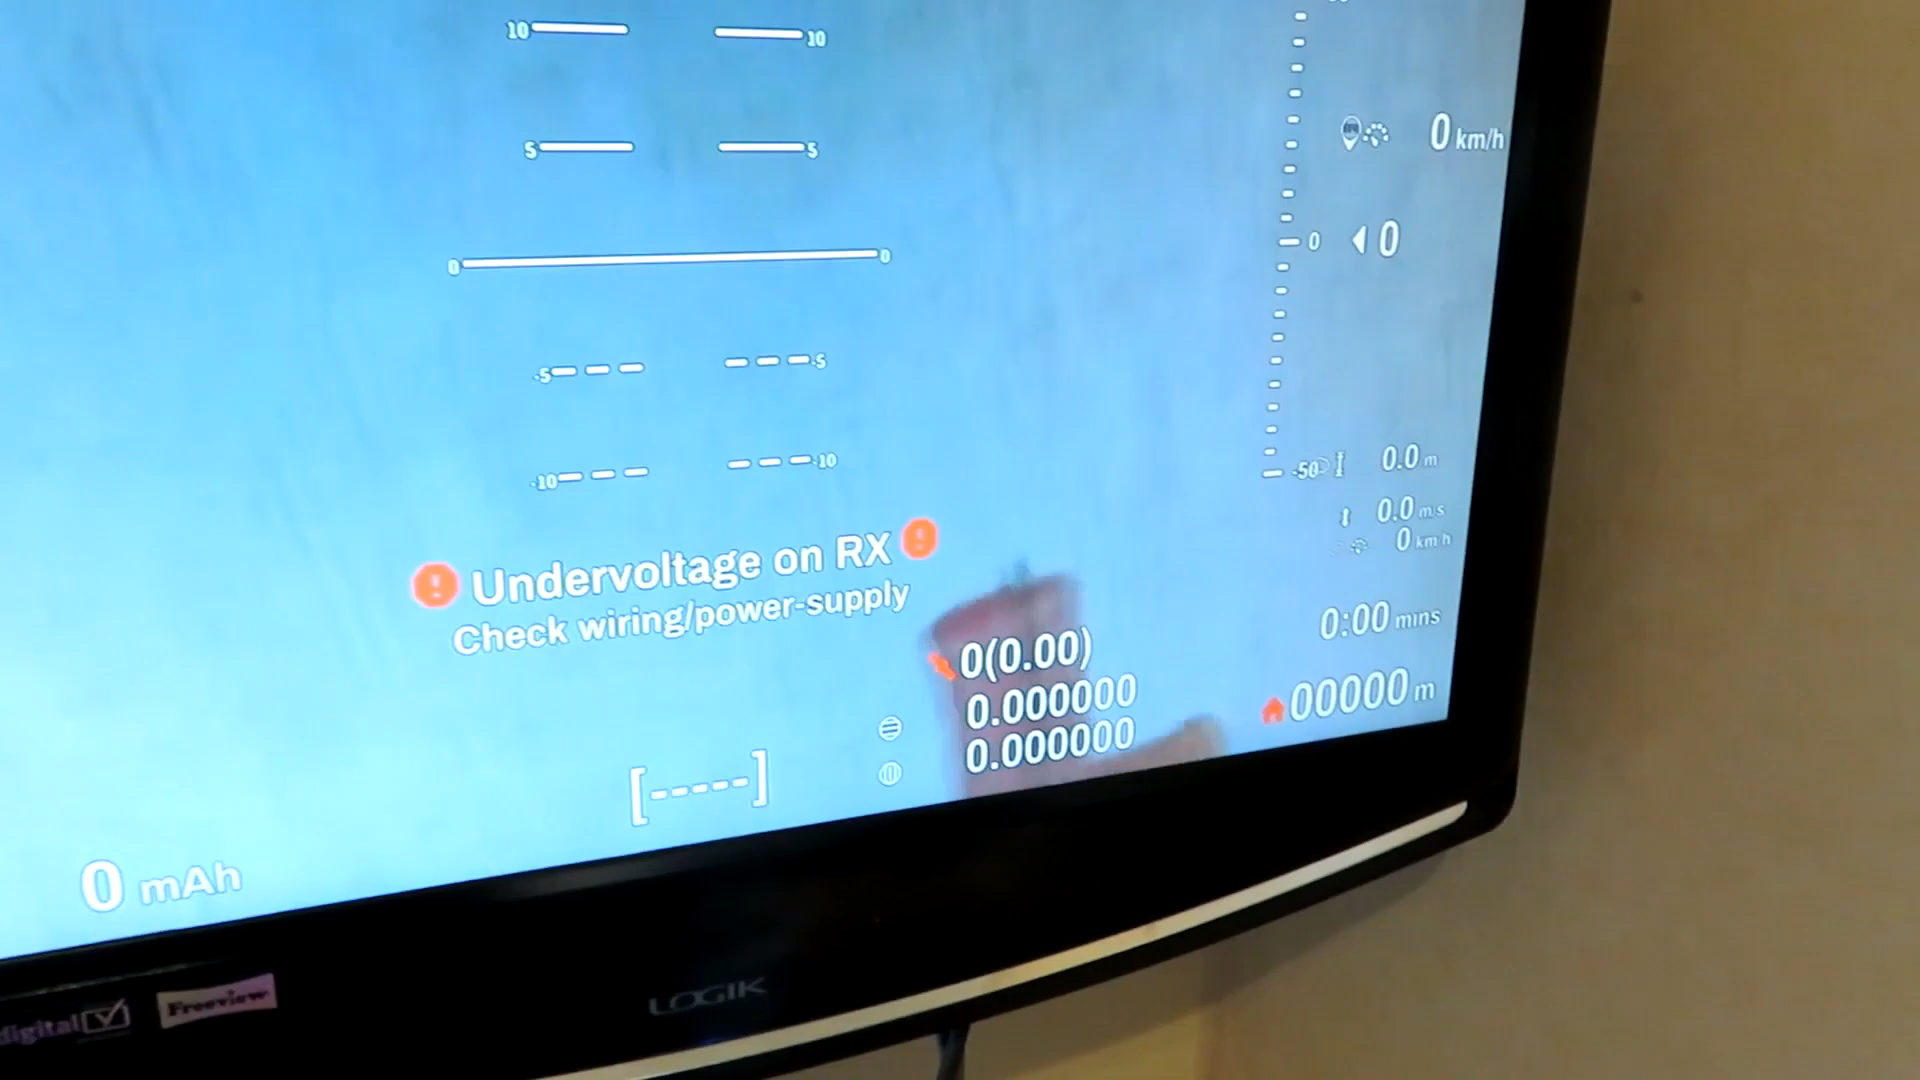 10 10
5 5
0 km/h
0 0
0 0
-5 -5
-10 -10
-50 0.0 m
0.0 m/s
0 km/h
Undervoltage on RX
Check wiring/power-supply
0:00 mins
0(0.00)
0.000000
0.000000
00000 m
[-----]
0 mAh
digital
Freeview
LOGIK